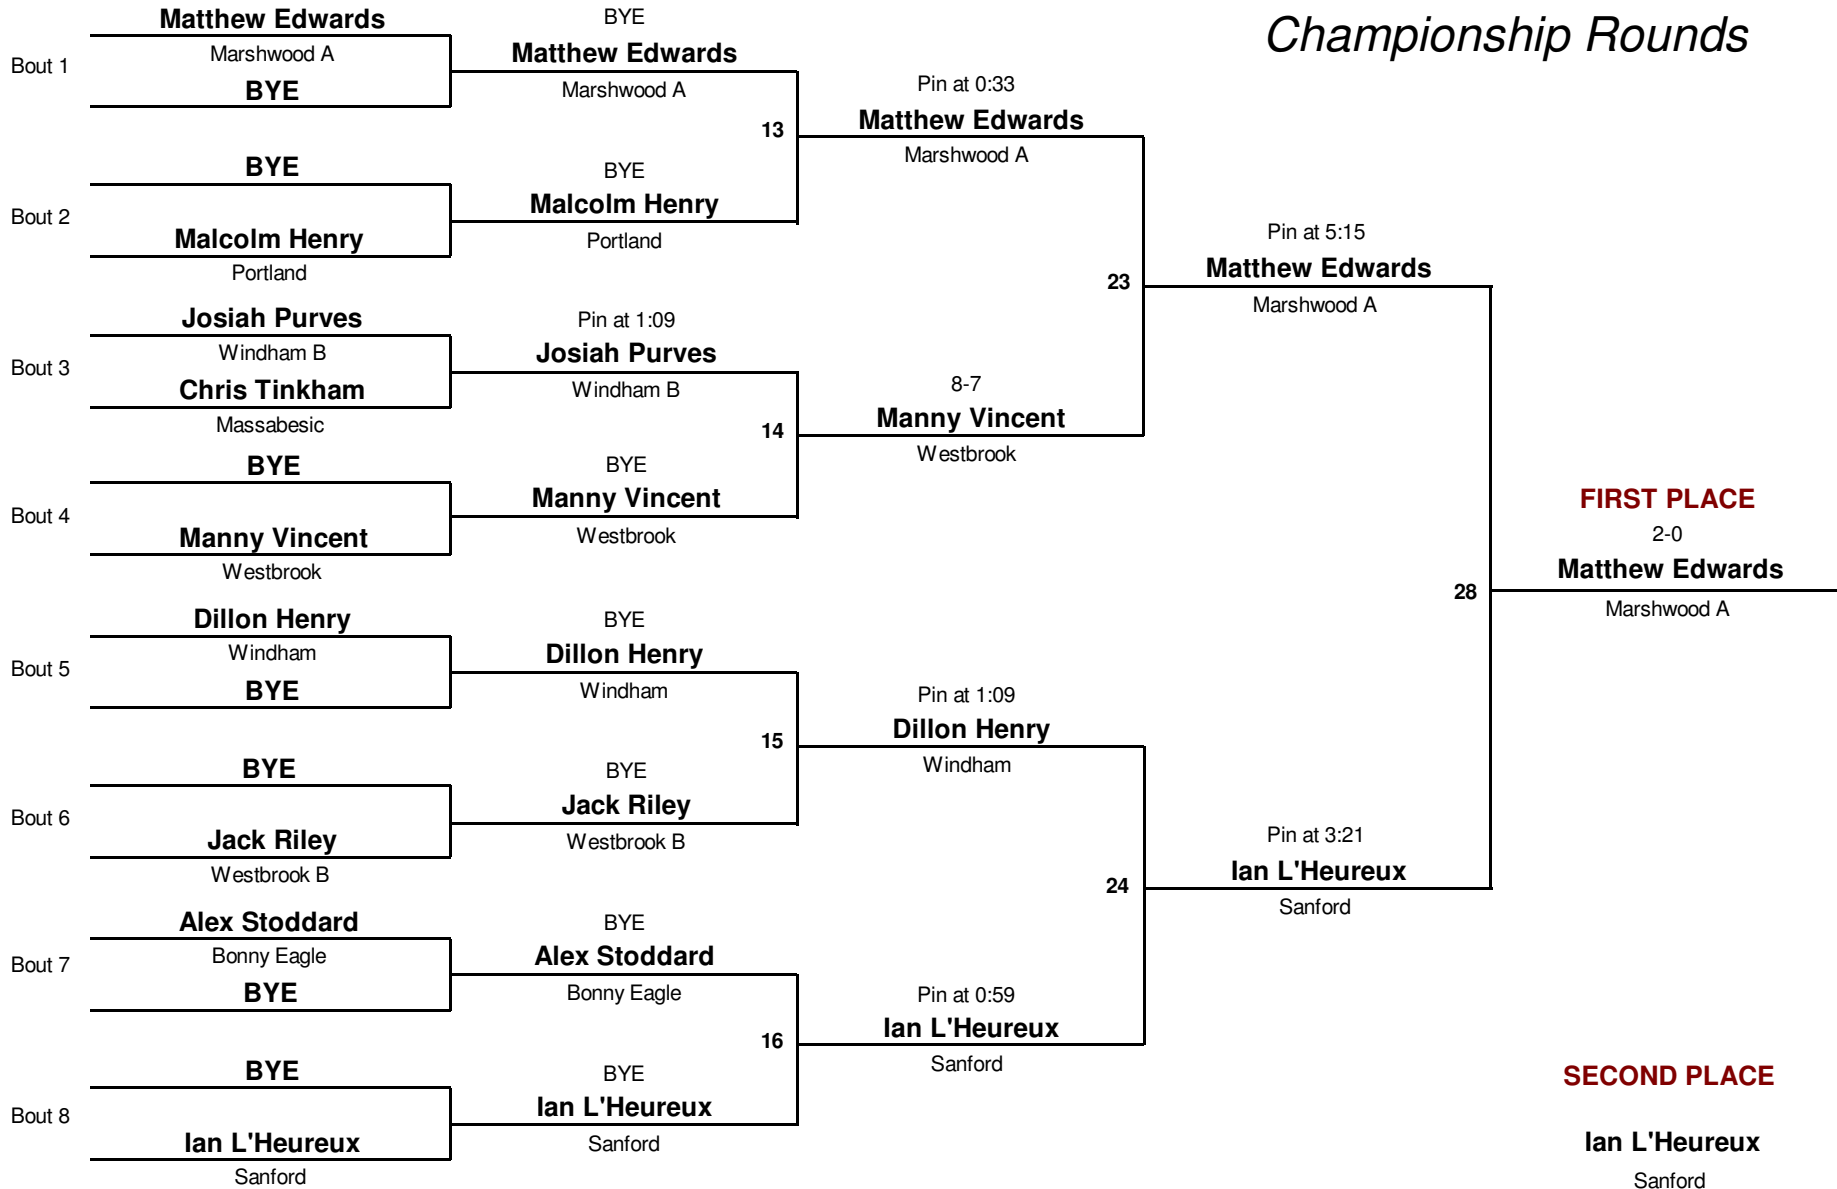 Championship Rounds
Bout 1
Matthew Edwards
Marshwood A
BYE
Bout 2
BYE
Malcolm Henry
Portland
Bout 3
Josiah Purves
Windham B
Chris Tinkham
Massabesic
Bout 4
BYE
Manny Vincent
Westbrook
Bout 5
Dillon Henry
Windham
BYE
Bout 6
BYE
Jack Riley
Westbrook B
Bout 7
Alex Stoddard
Bonny Eagle
BYE
Bout 8
BYE
Ian L'Heureux
Sanford
BYE
Matthew Edwards
Marshwood A
13
BYE
Malcolm Henry
Portland
Pin at 1:09
Josiah Purves
Windham B
14
BYE
Manny Vincent
Westbrook
BYE
Dillon Henry
Windham
15
BYE
Jack Riley
Westbrook B
BYE
Alex Stoddard
Bonny Eagle
16
BYE
Ian L'Heureux
Sanford
Pin at 0:33
Matthew Edwards
Marshwood A
23
8-7
Manny Vincent
Westbrook
Pin at 1:09
Dillon Henry
Windham
24
Pin at 0:59
Ian L'Heureux
Sanford
Pin at 5:15
Matthew Edwards
Marshwood A
28
Pin at 3:21
Ian L'Heureux
Sanford
FIRST PLACE
2-0
Matthew Edwards
Marshwood A
SECOND PLACE
Ian L'Heureux
Sanford